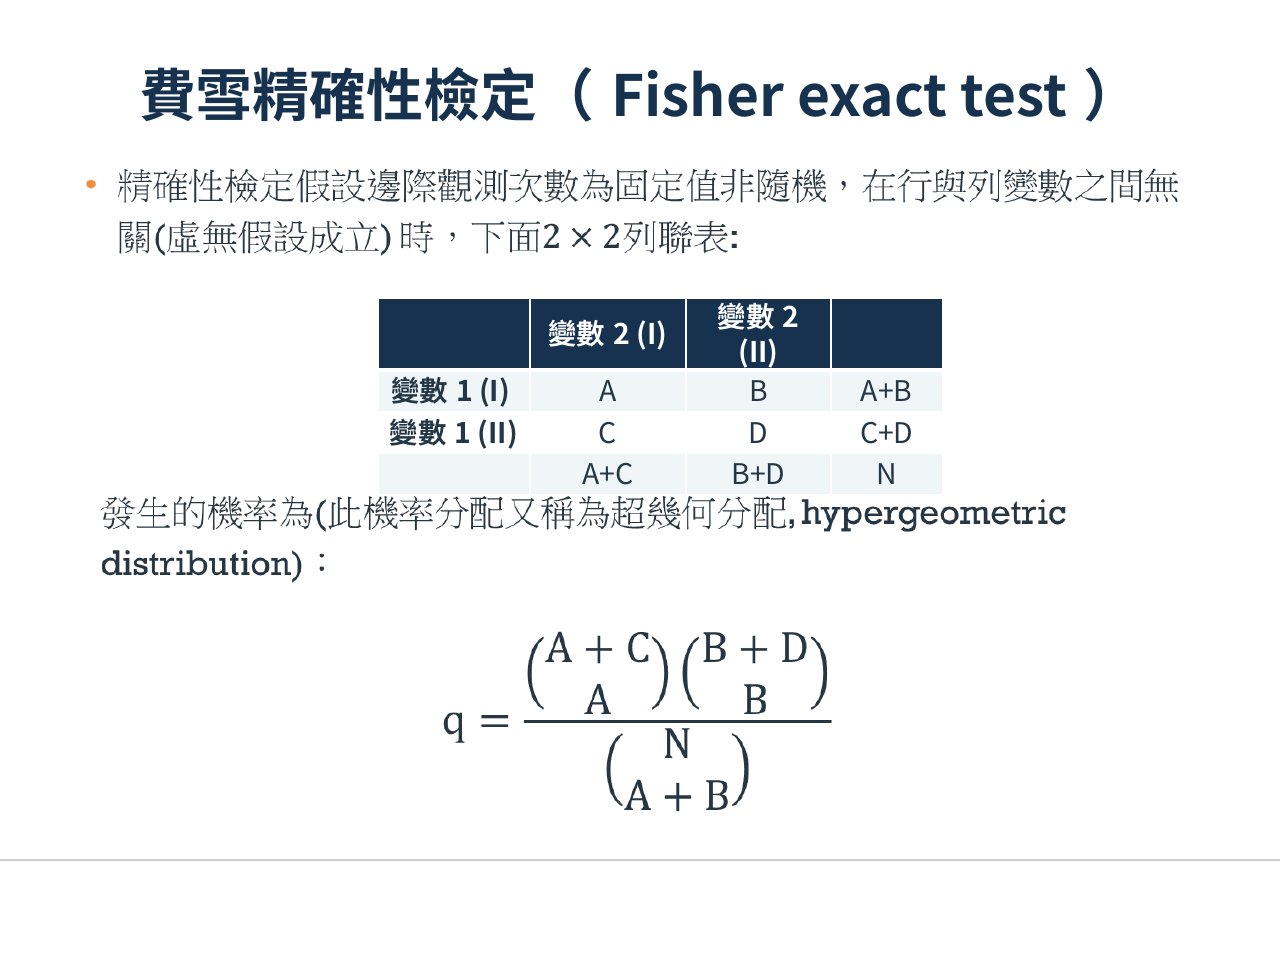 費雪精確性檢定（ Fisher exact test ）
• 精確性檢定假設邊際觀測次數為固定值非隨機，在行與列變數之間無
關(虛無假設成立) 時，下面2 × 2列聯表:
變數 2 (I) 變數 2 (II)
變數 1 (I) A B A+B
變數 1 (II) C D C+D
A+C B+D N
發生的機率為(此機率分配又稱為超幾何分配, hypergeometric
distribution)：
q = \frac{\binom{A + C}{A}\binom{B + D}{B}}{\binom{N}{A + B}}